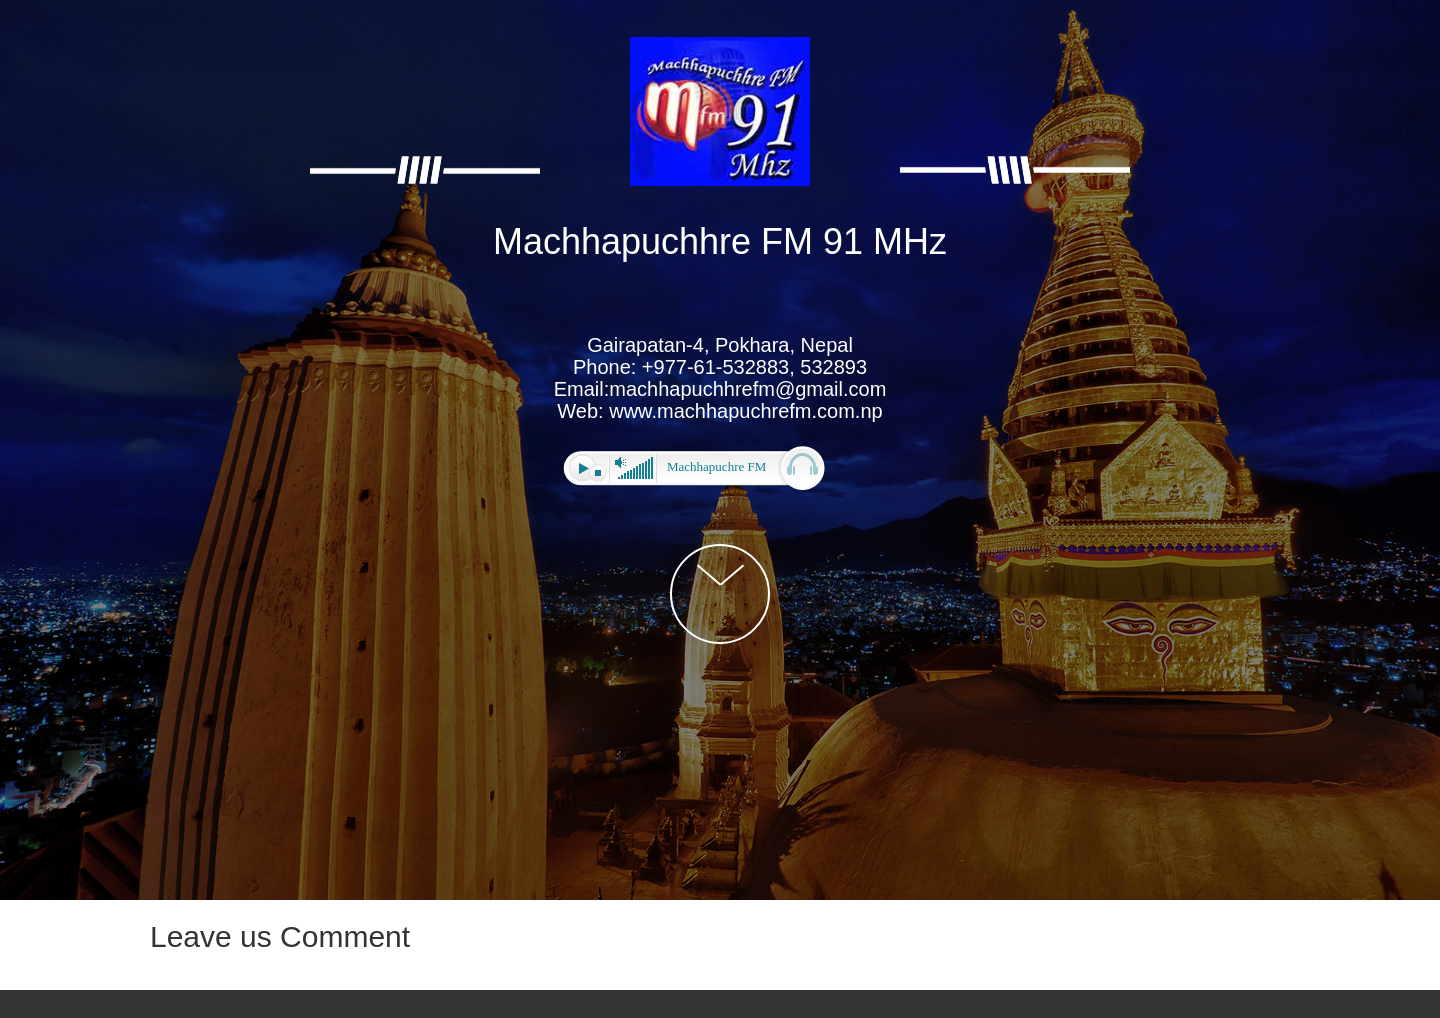 Machhapuchhre FM
m fm 91
Mhz
Machhapuchhre FM 91 MHz
Gairapatan-4, Pokhara, Nepal
Phone: +977-61-532883, 532893
Email:machhapuchhrefm@gmail.com
Web: www.machhapuchrefm.com.np
Machhapuchre FM
Leave us Comment